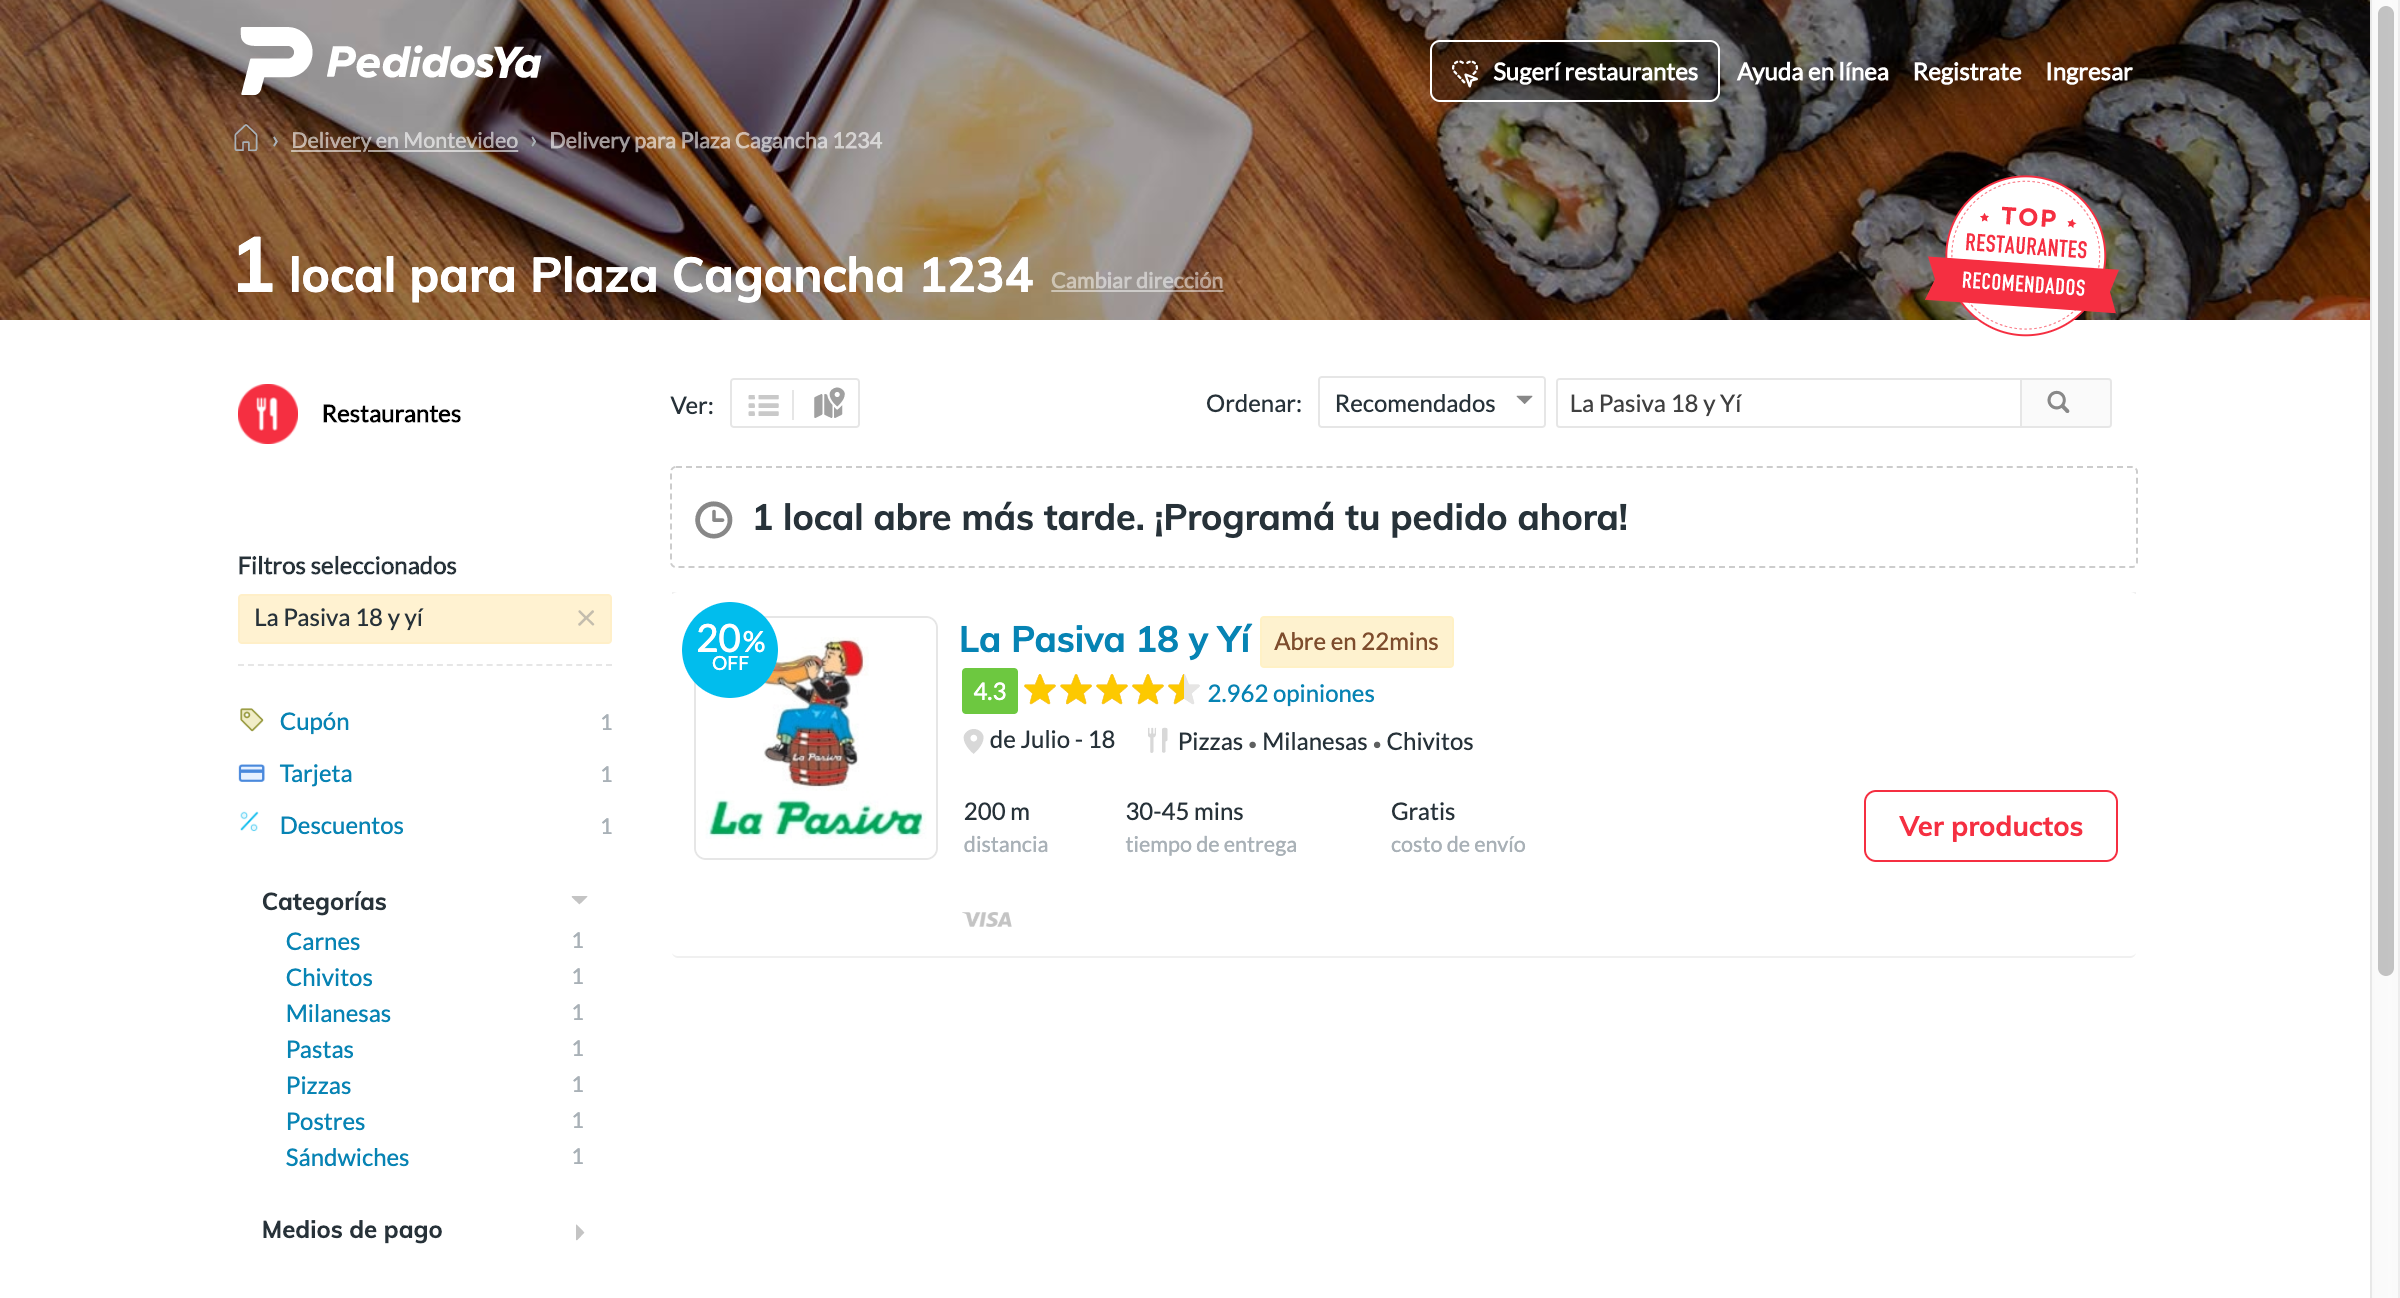 PedidosYa
Sugerí restaurantes
Ayuda en línea
Registrate
Ingresar
› Delivery en Montevideo › Delivery para Plaza Cagancha 1234
1 local para Plaza Cagancha 1234
Cambiar dirección
TOP
RESTAURANTES
RECOMENDADOS
Restaurantes
Ver:
Ordenar:
Recomendados
La Pasiva 18 y Yí
1 local abre más tarde. ¡Programá tu pedido ahora!
Filtros seleccionados
La Pasiva 18 y yí
Cupón 1
Tarjeta 1
Descuentos 1
Categorías
Carnes 1
Chivitos 1
Milanesas 1
Pastas 1
Pizzas 1
Postres 1
Sándwiches 1
Medios de pago
20%
OFF
La Pasiva
La Pasiva
La Pasiva 18 y Yí
Abre en 22mins
4.3
2.962 opiniones
de Julio - 18
Pizzas • Milanesas • Chivitos
200 m
distancia
30-45 mins
tiempo de entrega
Gratis
costo de envío
Ver productos
VISA